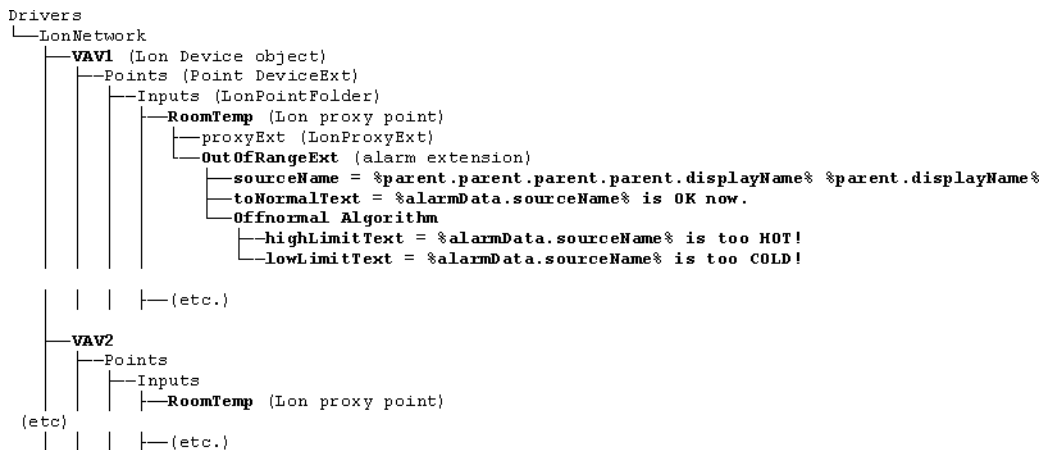 Drivers
LonNetwork
VAV1 (Lon Device object)
Points (Point DeviceExt)
Inputs (LonPointFolder)
RoomTemp (Lon proxy point)
proxyExt (LonProxyExt)
OutOfRangeExt (alarm extension)
sourceName = %parent.parent.parent.parent.displayName% %parent.displayName%
toNormalText = %alarmData.sourceName% is OK now.
Offnormal Algorithm
highLimitText = %alarmData.sourceName% is too HOT!
lowLimitText = %alarmData.sourceName% is too COLD!
(etc.)
VAV2
Points
Inputs
RoomTemp (Lon proxy point)
(etc)
(etc.)